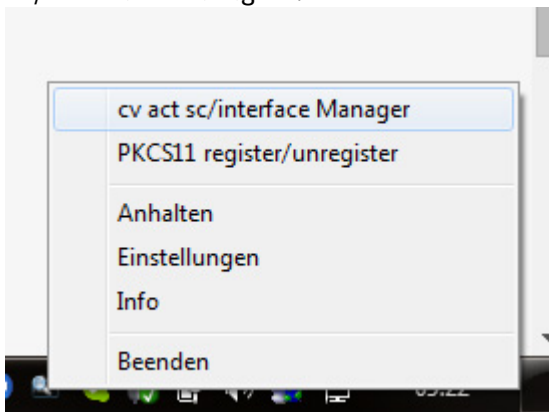 cv act sc/interface Manager
PKCS11 register/unregister
Anhalten
Einstellungen
Info
Beenden